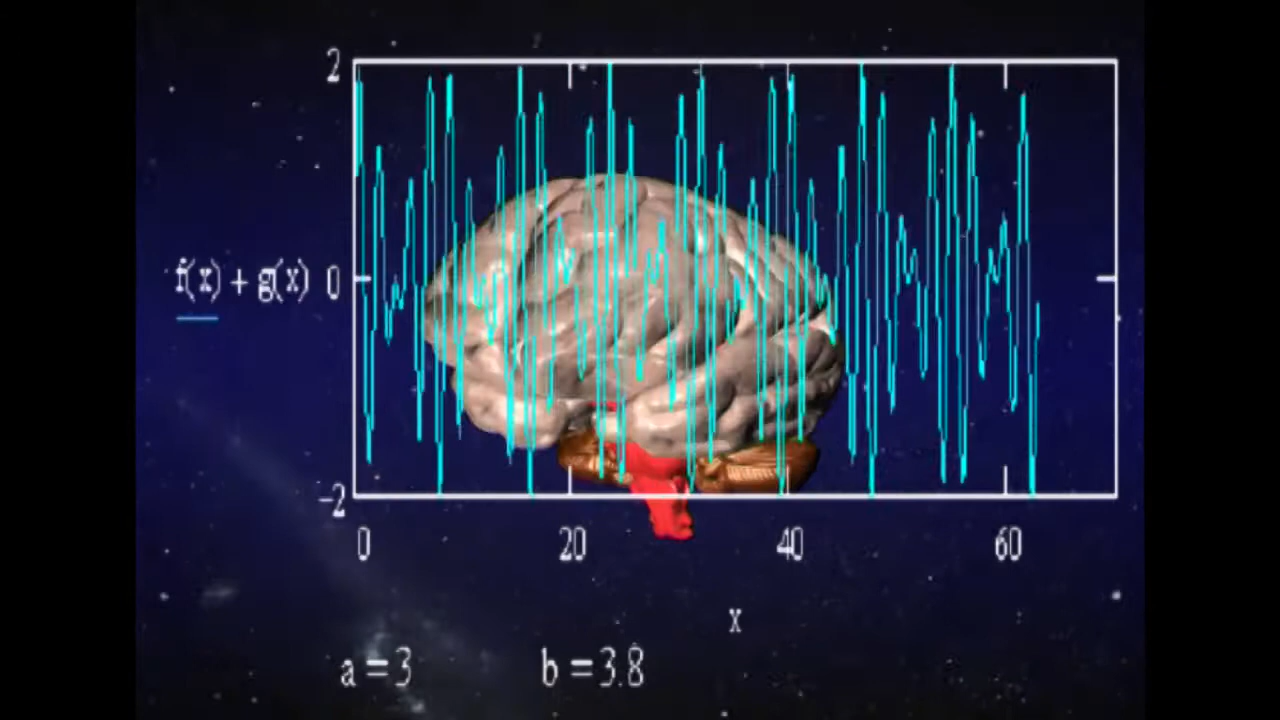 2
f(x) + g(x) 0
-2
0 20 40 60
x
a = 3 b = 3.8